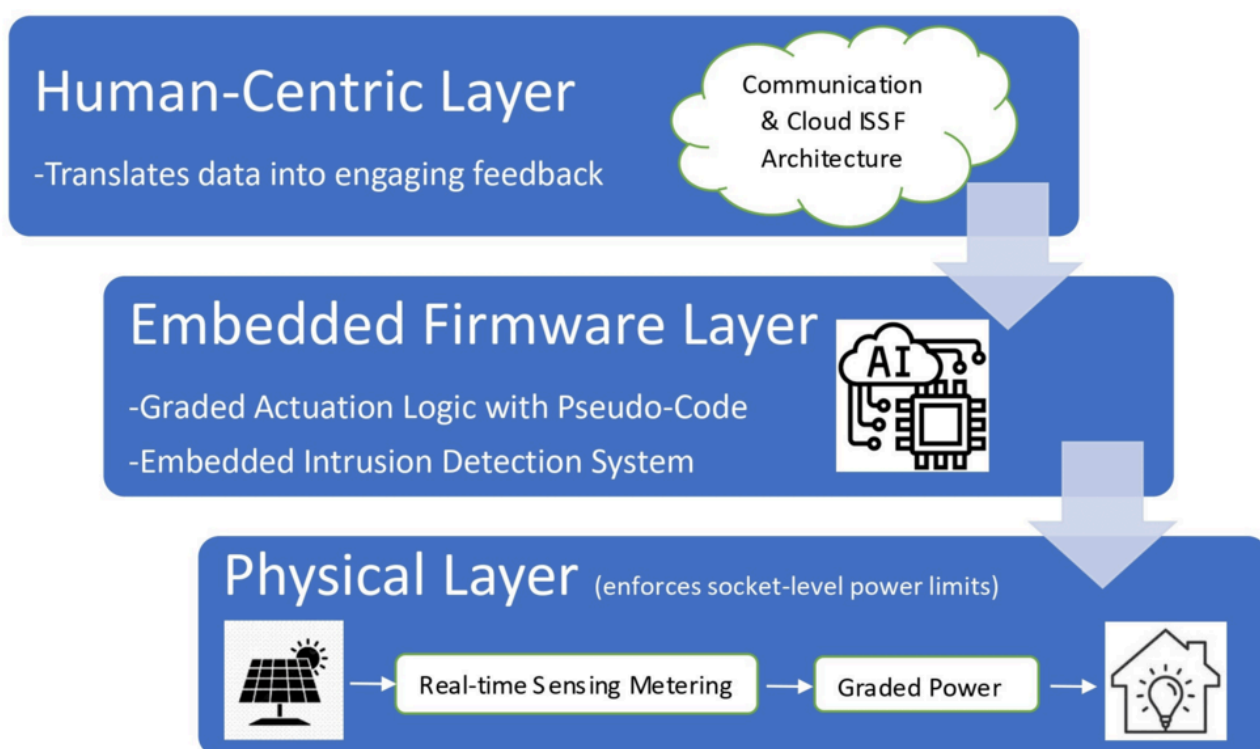 Human-Centric Layer
-Translates data into engaging feedback
Communication
& Cloud ISSF
Architecture
Embedded Firmware Layer
-Graded Actuation Logic with Pseudo-Code
-Embedded Intrusion Detection System
AI
Physical Layer (enforces socket-level power limits)
Real-time Sensing Metering
Graded Power